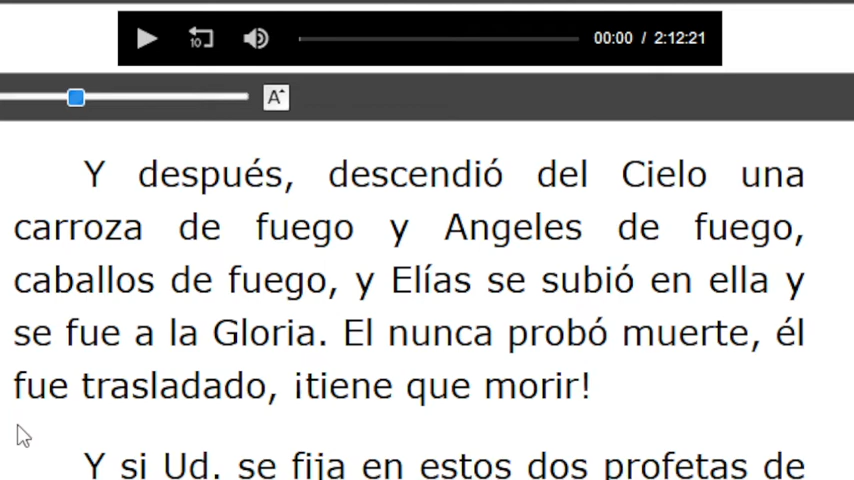 10 00:00 / 2:12:21
A
Y después, descendió del Cielo una
carroza de fuego y Angeles de fuego,
caballos de fuego, y Elías se subió en ella y
se fue a la Gloria. El nunca probó muerte, él
fue trasladado, ¡tiene que morir!
Y si Ud. se fija en estos dos profetas de